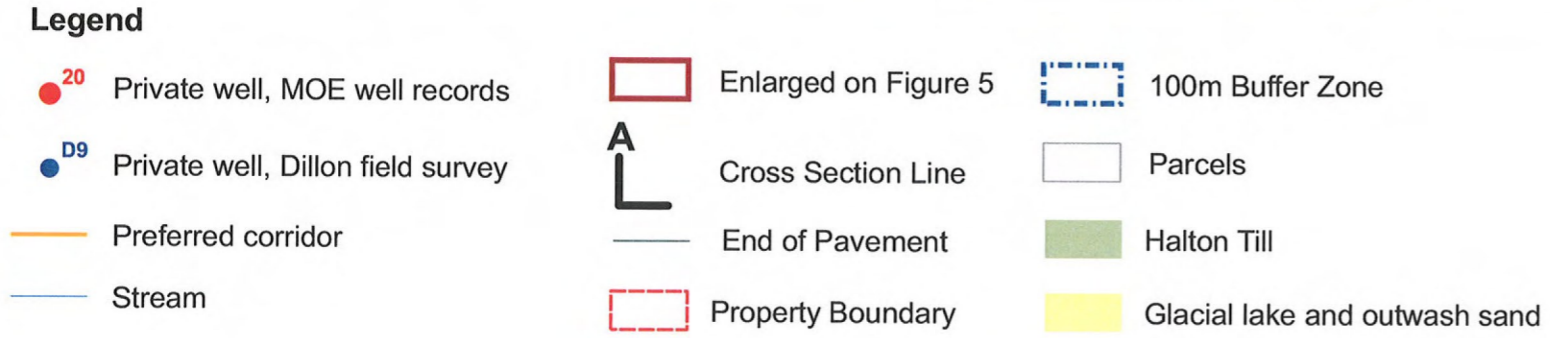 Legend
20
Private well, MOE well records
D9
Private well, Dillon field survey
Preferred corridor
Stream
Enlarged on Figure 5
A
Cross Section Line
End of Pavement
Property Boundary
100m Buffer Zone
Parcels
Halton Till
Glacial lake and outwash sand